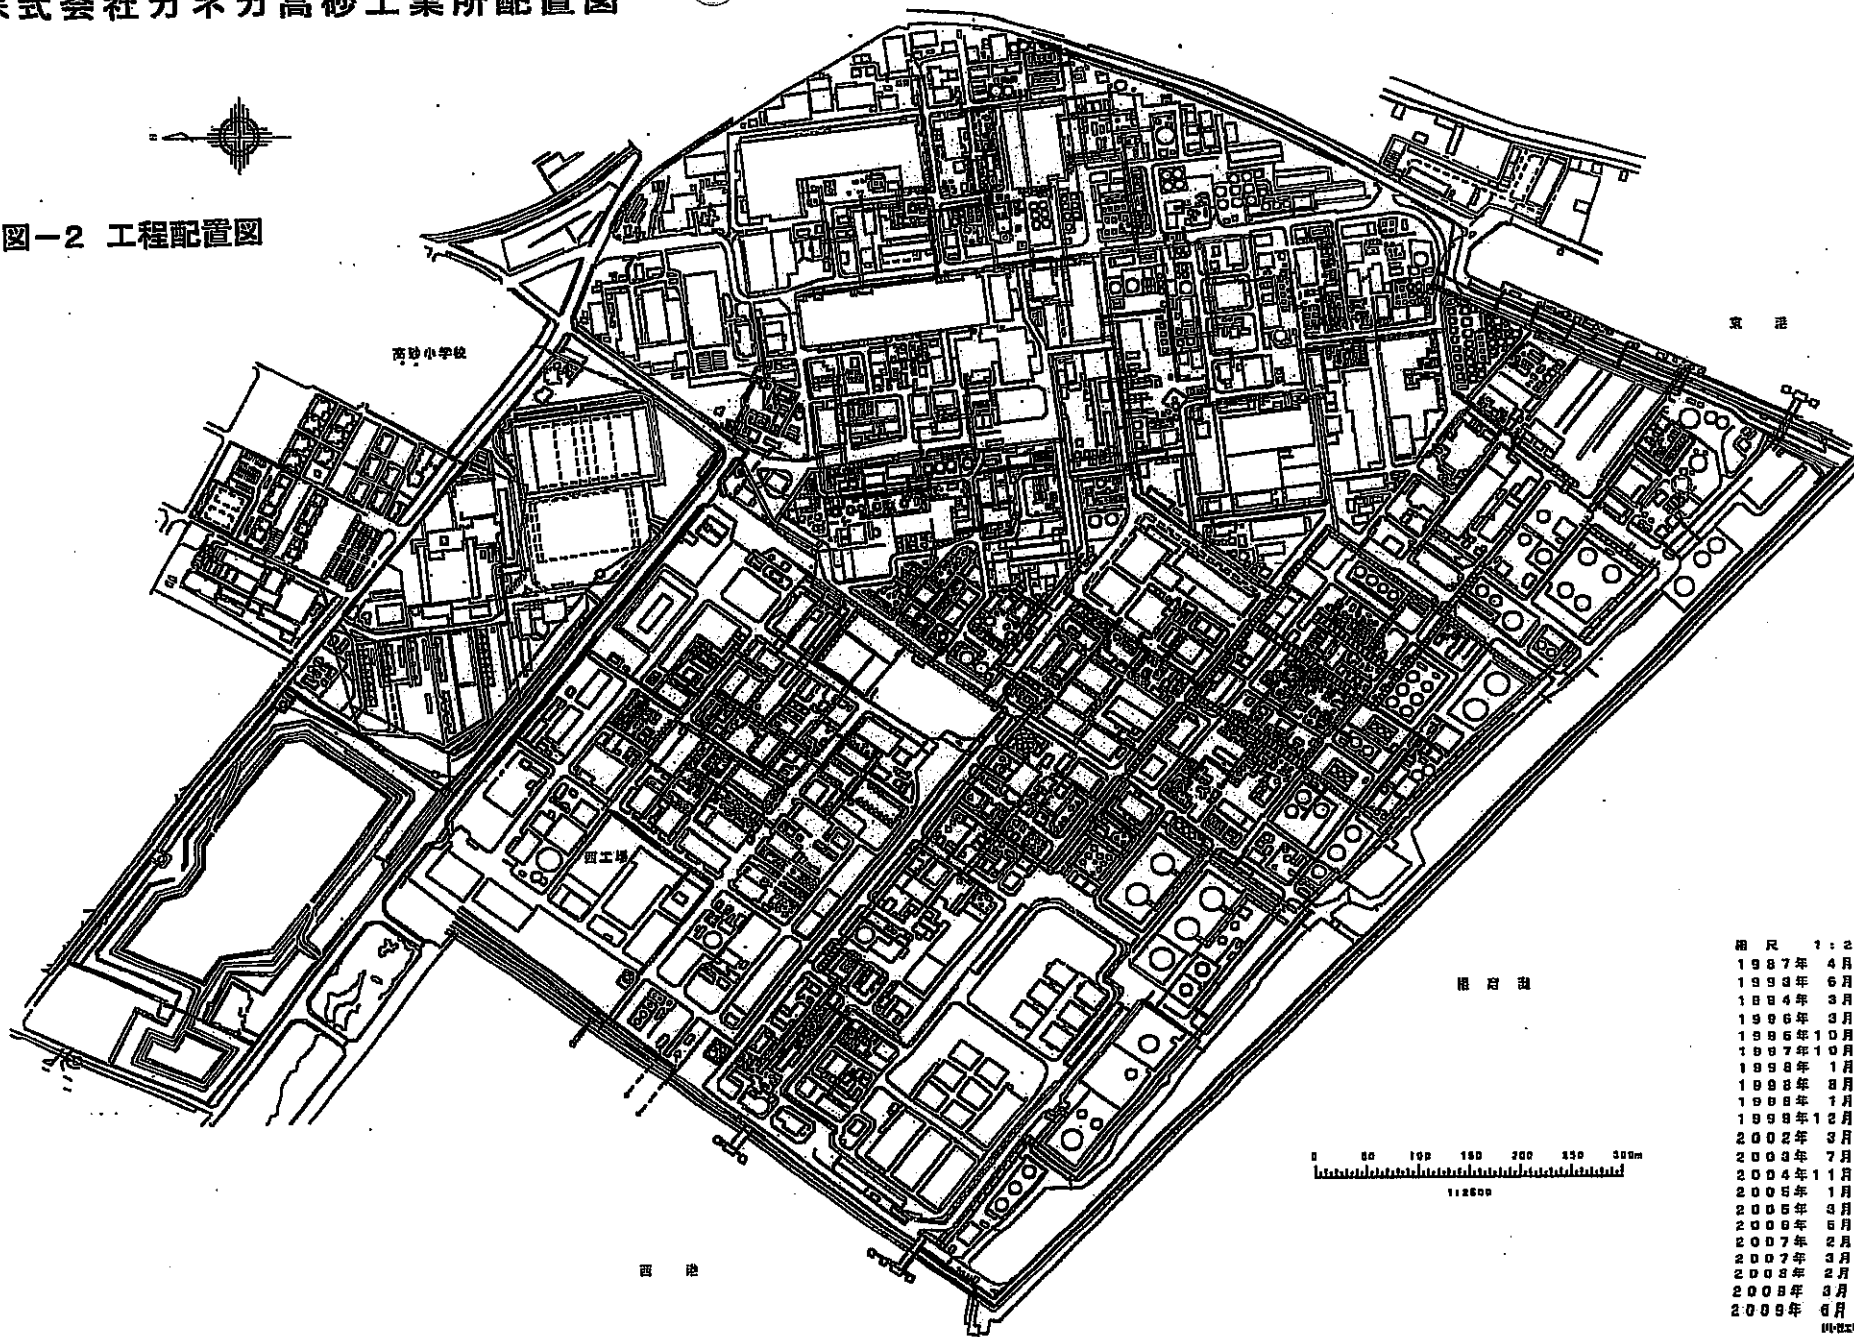 株式会社カネカ高砂工業所配置図
図-2 工程配置図
高砂小学校
東港
西工場
播磨灘
西港
0 50 100 150 200 250 300m
1:2500
縮尺 1:2
1987年 4月
1993年 6月
1994年 3月
1996年 3月
1996年10月
1997年10月
1998年 1月
1998年 8月
1999年 1月
1999年12月
2002年 3月
2003年 7月
2004年11月
2005年 1月
2005年 3月
2006年 5月
2007年 2月
2007年 3月
2008年 2月
2009年 3月
2009年 6月